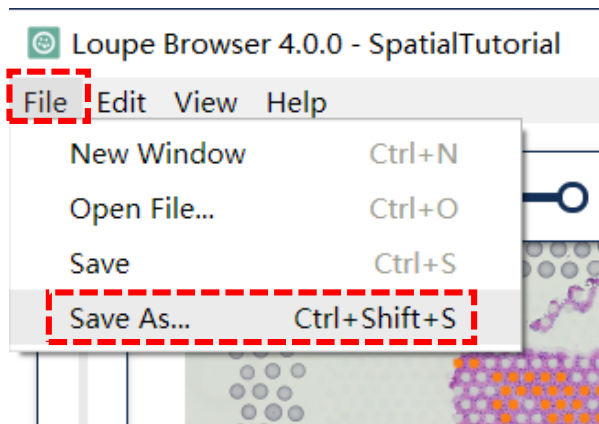 Loupe Browser 4.0.0 - SpatialTutorial
File Edit View Help
New Window Ctrl+N
Open File... Ctrl+O
Save Ctrl+S
Save As... Ctrl+Shift+S